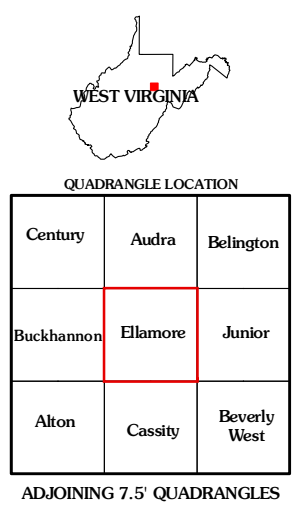 WEST VIRGINIA
QUADRANGLE LOCATION
Century
Audra
Belington
Buckhannon
Ellamore
Junior
Alton
Cassity
Beverly
West
ADJOINING 7.5' QUADRANGLES